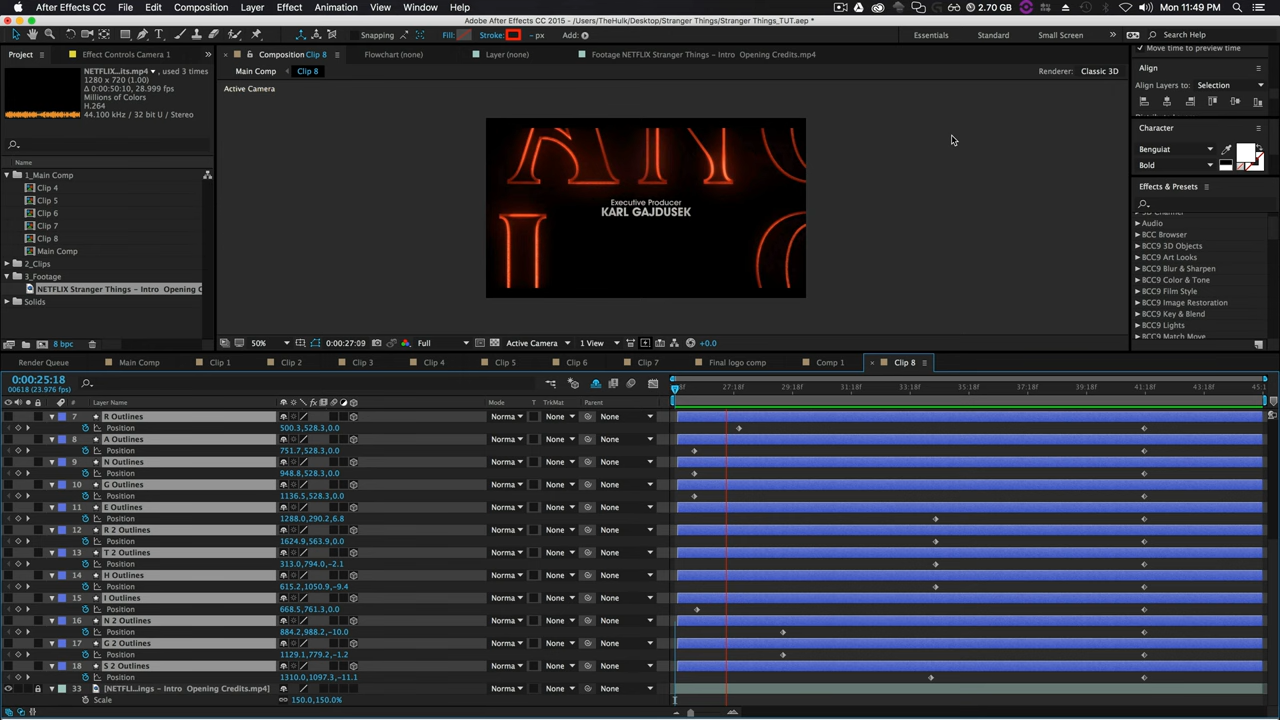 After Effects CC File Edit Composition Layer Effect Animation View Window Help 2.70 GB Mon 11:49 PM
Adobe After Effects CC 2015 - /Users/TheHulk/Desktop/Stranger Things/Stranger Things_TUT.aep *
Snapping Fill: Stroke: - px Add: Essentials Standard Small Screen Search Help
Project Effect Controls Camera 1 Composition Clip 8 Flowchart (none) Layer (none) Footage NETFLIX Stranger Things – Intro Opening Credits.mp4 Move time to preview time
NETFLIX...its.mp4 , used 3 times
1280 x 720 (1.00)
Δ 0:00:50:10, 28.999 fps
Millions of Colors
H.264
44.100 kHz / 32 bit U / Stereo
Main Comp Clip 8 Renderer: Classic 3D
Active Camera
Align
Align Layers to: Selection
Character
Benguiat
Bold
Effects & Presets
Audio
BCC Browser
BCC9 3D Objects
BCC9 Art Looks
BCC9 Blur & Sharpen
BCC9 Color & Tone
BCC9 Film Style
BCC9 Image Restoration
BCC9 Key & Blend
BCC9 Lights
BCC9 Match Move
Name
1_Main Comp
Clip 4
Clip 5
Clip 6
Clip 7
Clip 8
Main Comp
2_Clips
3_Footage
NETFLIX Stranger Things – Intro Opening C
Solids
8 bpc
A N
Executive Producer
KARL GAJDUSEK
I
50% 0:00:27:09 Full Active Camera 1 View +0.0
Render Queue Main Comp Clip 1 Clip 2 Clip 3 Clip 4 Clip 5 Clip 6 Clip 7 Final logo comp Comp 1 Clip 8
0:00:25:18
00618 (23.976 fps)
27:18F 29:18F 31:18F 33:18F 35:18F 37:18F 39:18F 41:18F 43:18F 45:1
# Layer Name Mode T TrkMat Parent
7 R Outlines Norma None None
Position 500.3,528.3,0.0
8 A Outlines Norma None None
Position 751.7,528.3,0.0
9 N Outlines Norma None None
Position 948.8,528.3,0.0
10 G Outlines Norma None None
Position 1136.5,528.3,0.0
11 E Outlines Norma None None
Position 1288.0,290.2,6.8
12 R 2 Outlines Norma None None
Position 1624.9,563.9,0.0
13 T 2 Outlines Norma None None
Position 313.0,794.0,-2.1
14 H Outlines Norma None None
Position 615.2,1050.9,-9.4
15 I Outlines Norma None None
Position 668.5,761.3,0.0
16 N 2 Outlines Norma None None
Position 884.2,988.2,-10.0
17 G 2 Outlines Norma None None
Position 1129.1,779.2,-1.2
18 S 2 Outlines Norma None None
Position 1310.0,1097.3,-11.1
33 [NETFLI...ings – Intro Opening Credits.mp4] Norma None None
Scale 150.0,150.0%